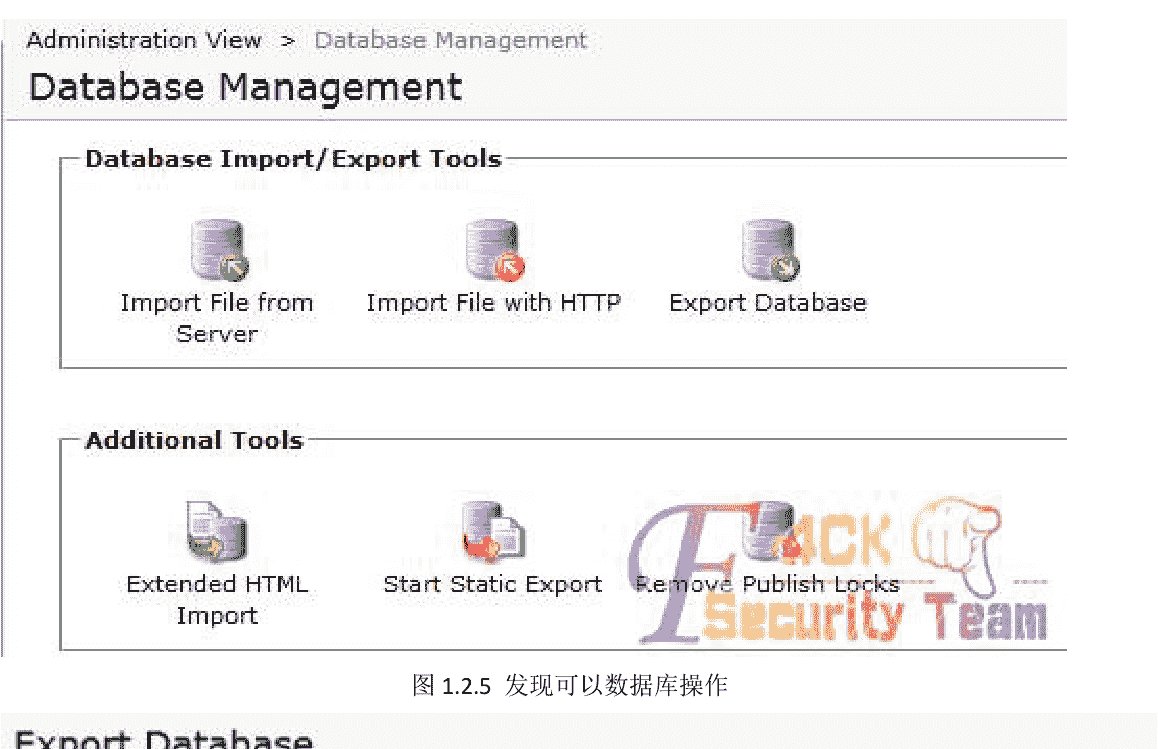 Administration View > Database Management
Database Management
Database Import/Export Tools
Import File from
Server
Import File with HTTP
Export Database
Additional Tools
Extended HTML
Import
Start Static Export
Remove Publish Locks
F4CK
Security Team
图 1.2.5 发现可以数据库操作
Export Database